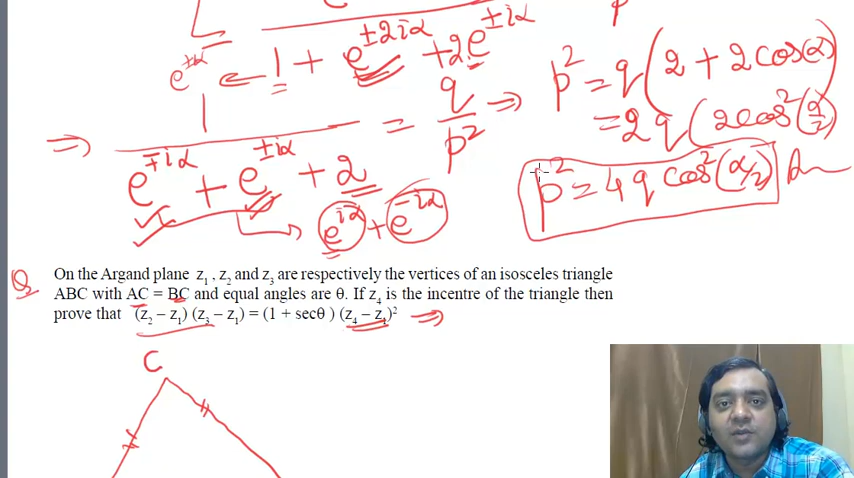 1 + e^{±2iα} + 2e^{±iα}
e^{±iα} ← p² = q(2 + 2cos(α))
⇒ 1 / (e^{∓iα} + e^{±iα} + 2) = q/p² ⇒ = 2q(2cos²(α/2))
p² = 4q cos²(α/2) Ans
e^{iα} + e^{-iα}
Q. On the Argand plane z₁ , z₂ and z₃ are respectively the vertices of an isosceles triangle
ABC with AC = BC and equal angles are θ. If z₄ is the incentre of the triangle then
prove that (z₂ − z₁) (z₃ − z₁) = (1 + secθ ) (z₄ − z₁)² ⇒
C